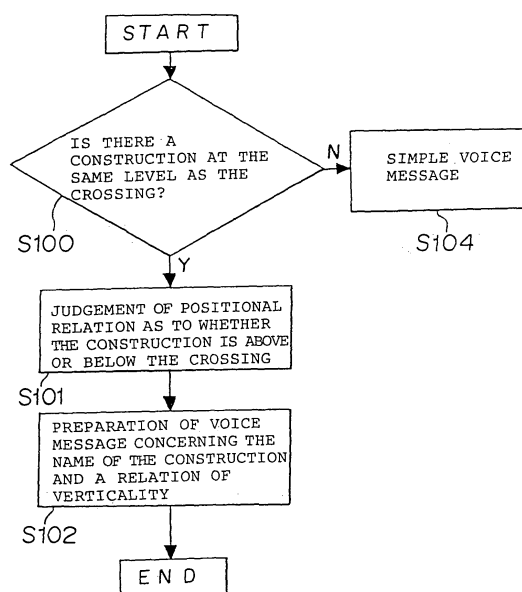 START
IS THERE A
CONSTRUCTION AT THE
SAME LEVEL AS THE
CROSSING?
S100
N
SIMPLE VOICE
MESSAGE
S104
Y
JUDGEMENT OF POSITIONAL
RELATION AS TO WHETHER
THE CONSTRUCTION IS ABOVE
OR BELOW THE CROSSING
S101
PREPARATION OF VOICE
MESSAGE CONCERNING THE
NAME OF THE CONSTRUCTION
AND A RELATION OF
VERTICALITY
S102
END